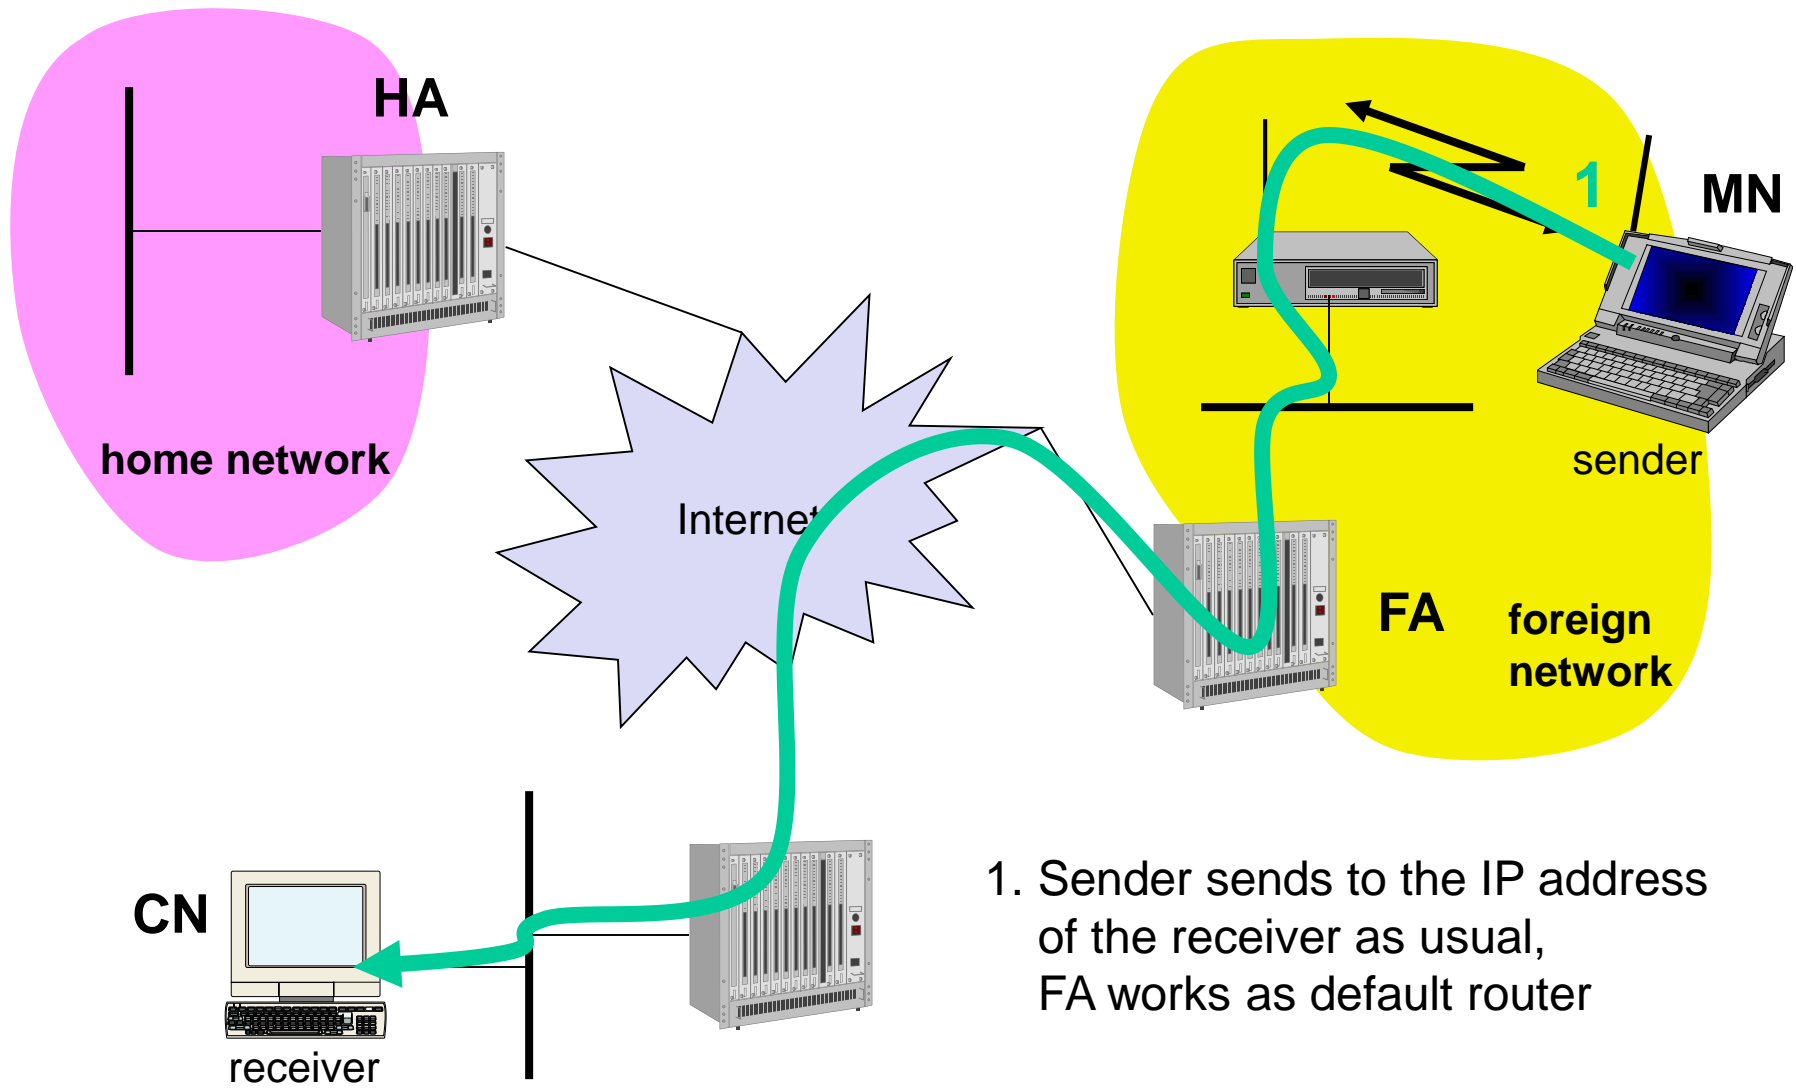 HA
1
MN
home network
sender
Internet
FA
foreign
network
CN
receiver
1. Sender sends to the IP address
of the receiver as usual,
FA works as default router